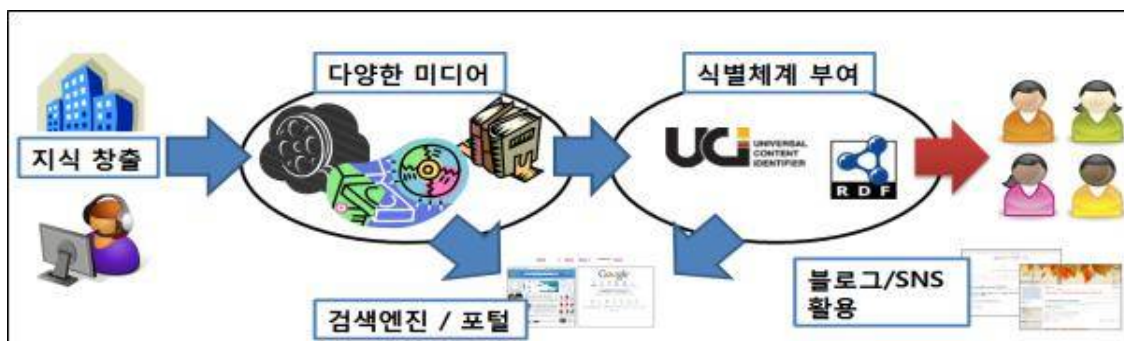 다양한 미디어
식별체계 부여
지식 창출
UCi UNIVERSAL
CONTENT
IDENTIFIER
RDF
Google
검색엔진 / 포털
블로그/SNS
활용